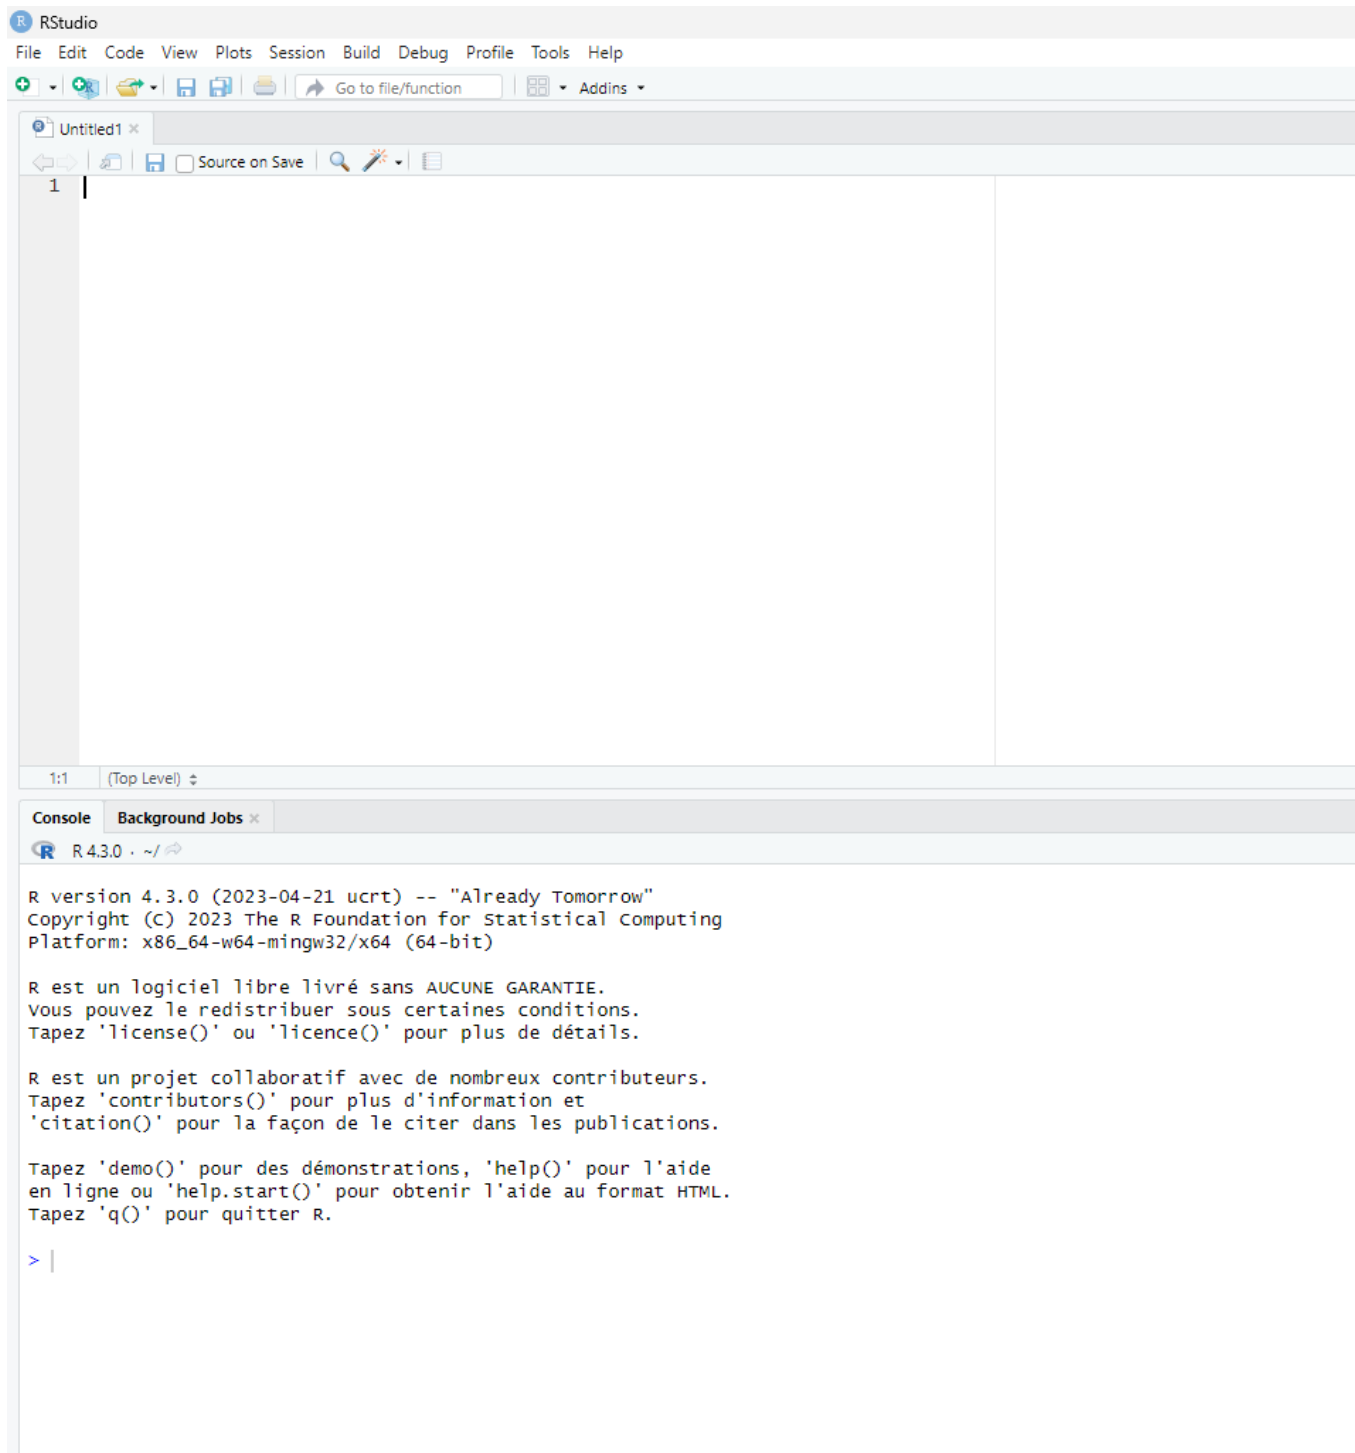 RStudio
File Edit Code View Plots Session Build Debug Profile Tools Help
Go to file/function Addins
Untitled1
Source on Save
1
1:1 (Top Level)
Console Background Jobs
R 4.3.0 · ~/
R version 4.3.0 (2023-04-21 ucrt) -- "Already Tomorrow"
Copyright (C) 2023 The R Foundation for Statistical Computing
Platform: x86_64-w64-mingw32/x64 (64-bit)
R est un logiciel libre livré sans AUCUNE GARANTIE.
Vous pouvez le redistribuer sous certaines conditions.
Tapez 'license()' ou 'licence()' pour plus de détails.
R est un projet collaboratif avec de nombreux contributeurs.
Tapez 'contributors()' pour plus d'information et
'citation()' pour la façon de le citer dans les publications.
Tapez 'demo()' pour des démonstrations, 'help()' pour l'aide
en ligne ou 'help.start()' pour obtenir l'aide au format HTML.
Tapez 'q()' pour quitter R.
>